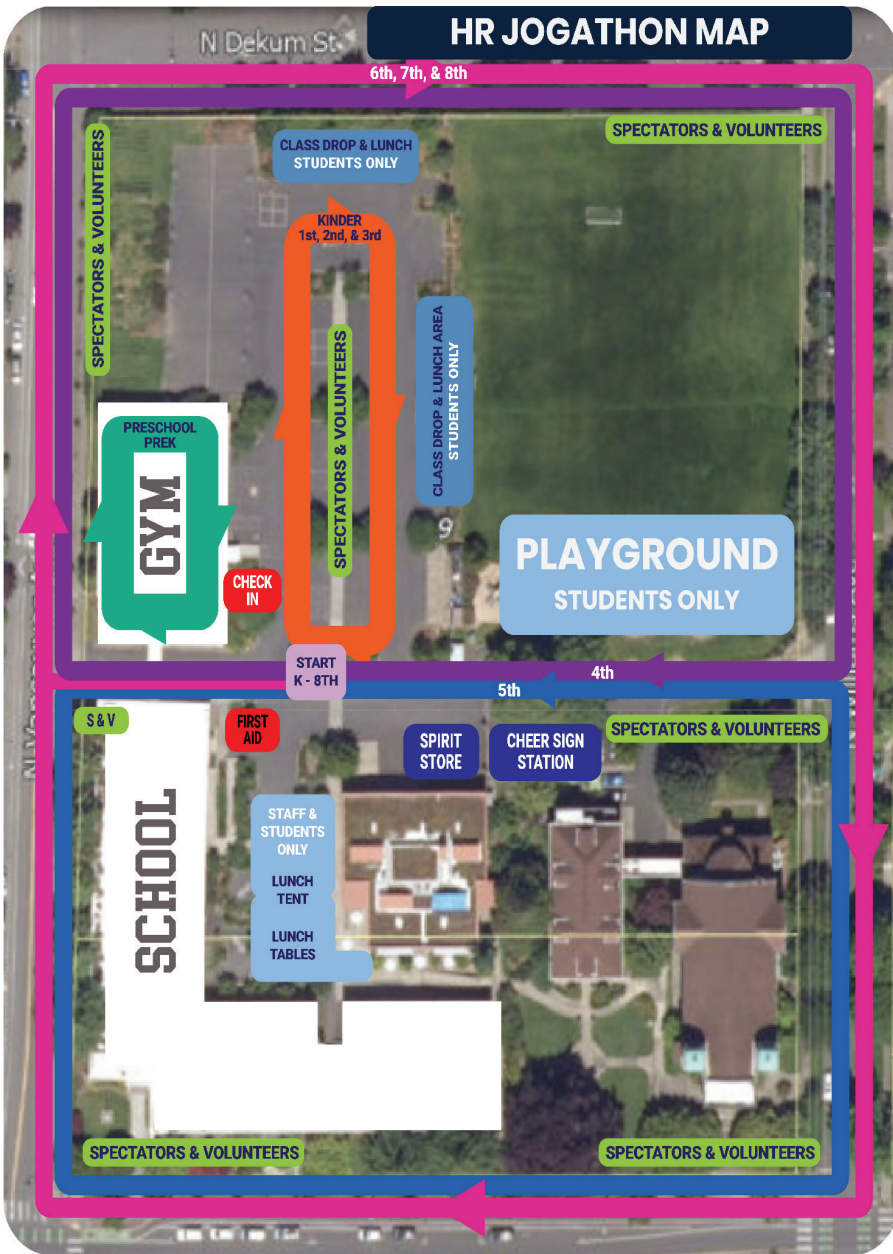 N Dekum St
HR JOGATHON MAP
6th, 7th, & 8th
SPECTATORS & VOLUNTEERS
SPECTATORS & VOLUNTEERS
CLASS DROP & LUNCH
STUDENTS ONLY
KINDER
1st, 2nd, & 3rd
SPECTATORS & VOLUNTEERS
CLASS DROP & LUNCH AREA
STUDENTS ONLY
PRESCHOOL
PREK
GYM
CHECK
IN
PLAYGROUND
STUDENTS ONLY
START
K - 8TH
4th
5th
S & V
FIRST
AID
SPIRIT
STORE
CHEER SIGN
STATION
SPECTATORS & VOLUNTEERS
SCHOOL
STAFF &
STUDENTS
ONLY
LUNCH
TENT
LUNCH
TABLES
SPECTATORS & VOLUNTEERS
SPECTATORS & VOLUNTEERS